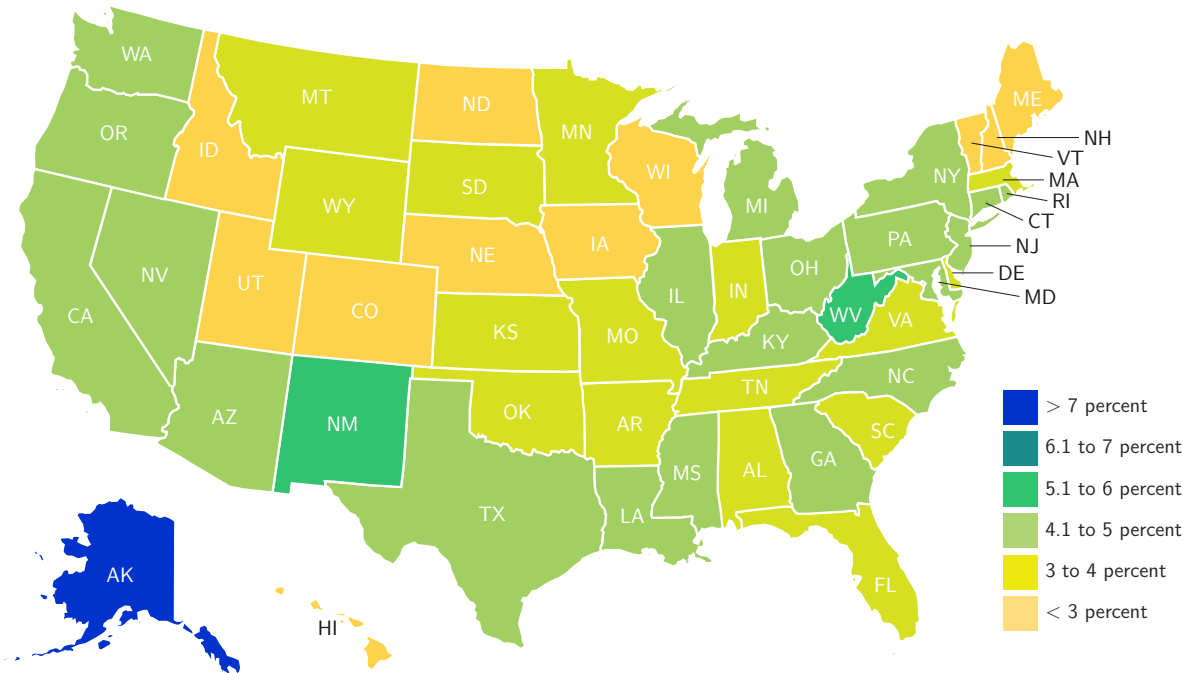 WA
MT
ND
ME
OR
MN
NH
ID
WI
VT
NY
MA
SD
RI
WY
MI
CT
PA
NJ
IA
NE
OH
DE
NV
UT
IL
IN
MD
CO
CA
WV
VA
KS
MO
KY
NC
TN
> 7 percent
AZ
NM
OK
AR
SC
6.1 to 7 percent
GA
MS
AL
5.1 to 6 percent
TX
LA
4.1 to 5 percent
AK
3 to 4 percent
FL
< 3 percent
HI